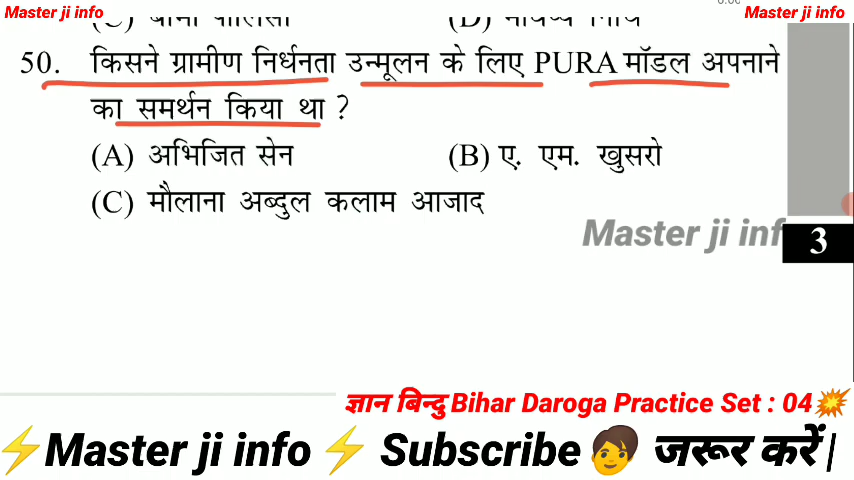 Master ji info Master ji info
50. किसने ग्रामीण निर्धनता उन्मूलन के लिए PURA मॉडल अपनाने
का समर्थन किया था ?
(A) अभिजित सेन (B) ए. एम. खुसरो
(C) मौलाना अब्दुल कलाम आजाद
Master ji inf 3
ज्ञान बिन्दु Bihar Daroga Practice Set : 04
Master ji info Subscribe जरूर करें|